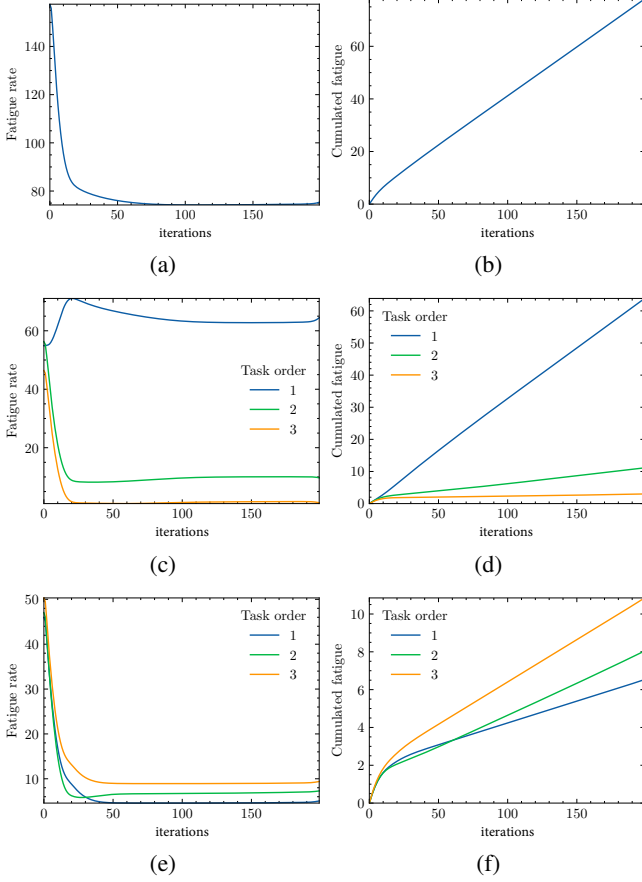 Fatigue rate
140
120
100
80
0
50
100
150
iterations
(a)
Cumulated fatigue
60
40
20
0
0
50
100
150
iterations
(b)
Fatigue rate
60
40
20
0
50
100
150
Task order
1
2
3
iterations
(c)
Cumulated fatigue
60
50
40
30
20
10
0
0
50
100
150
Task order
1
2
3
iterations
(d)
Fatigue rate
50
40
30
20
10
0
50
100
150
Task order
1
2
3
iterations
(e)
Cumulated fatigue
10
8
6
4
2
0
0
50
100
150
Task order
1
2
3
iterations
(f)